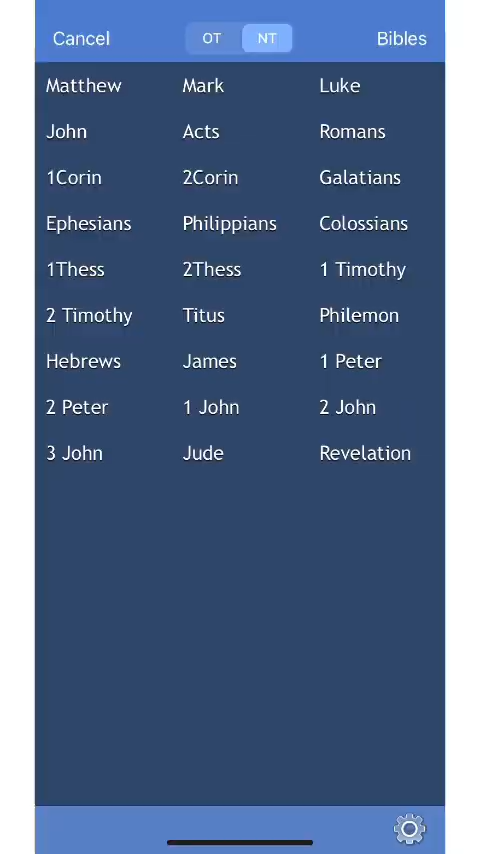 Cancel OT NT Bibles
Matthew Mark Luke
John Acts Romans
1Corin 2Corin Galatians
Ephesians Philippians Colossians
1Thess 2Thess 1 Timothy
2 Timothy Titus Philemon
Hebrews James 1 Peter
2 Peter 1 John 2 John
3 John Jude Revelation